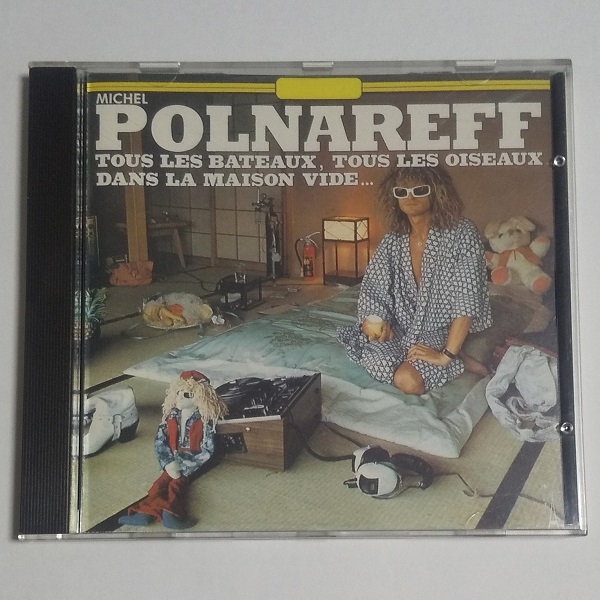 MICHEL
POLNAREFF
TOUS LES BATEAUX, TOUS LES OISEAUX
DANS LA MAISON VIDE...